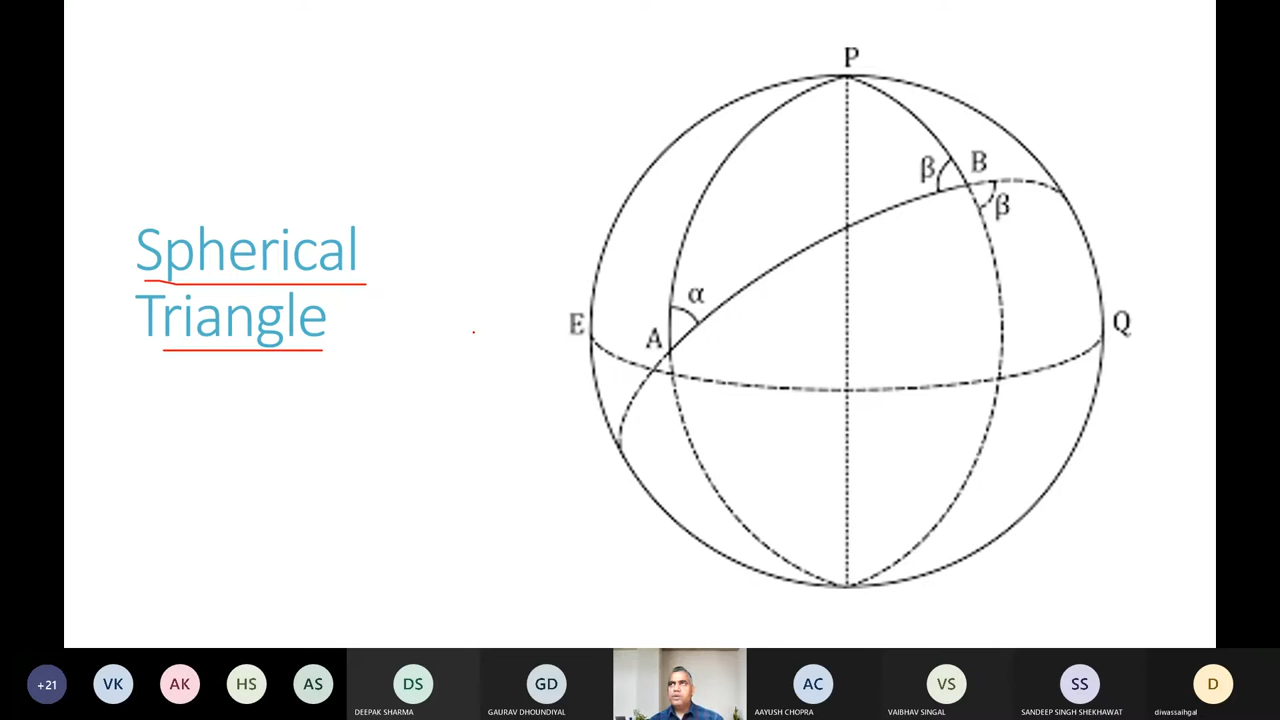 Spherical
Triangle
P
B
β
β
α
E
A
Q
+21
VK
AK
HS
AS
DS
GD
AC
VS
SS
D
DEEPAK SHARMA
GAURAV DHOUNDIYAL
AAYUSH CHOPRA
VAIBHAV SINGAL
SANDEEP SINGH SHEKHAWAT
diwassaihgal